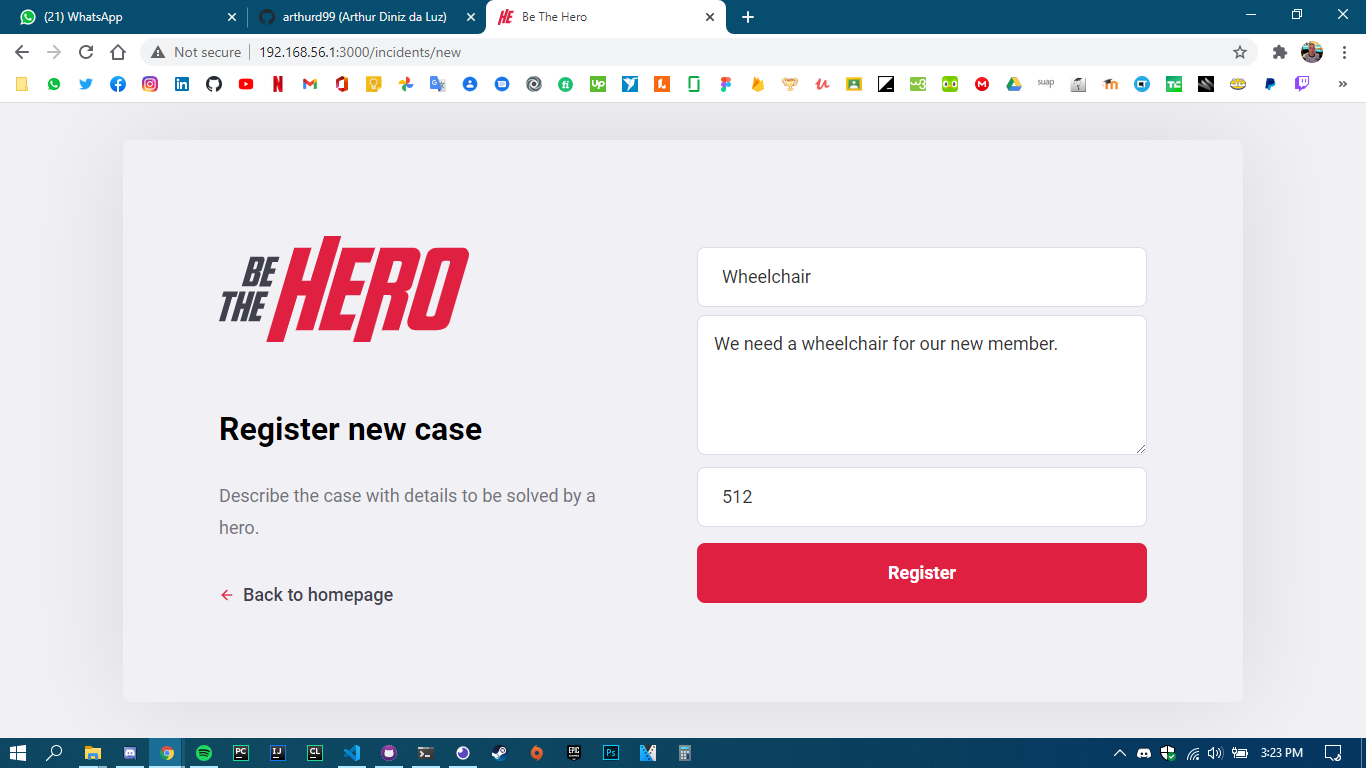 (21) WhatsApp
arthurd99 (Arthur Diniz da Luz)
Be The Hero
Not secure
192.168.56.1:3000/incidents/new
suap
BE
THE
HERO
Register new case
Describe the case with details to be solved by a
hero.
Back to homepage
Wheelchair
We need a wheelchair for our new member.
512
Register
3:23 PM